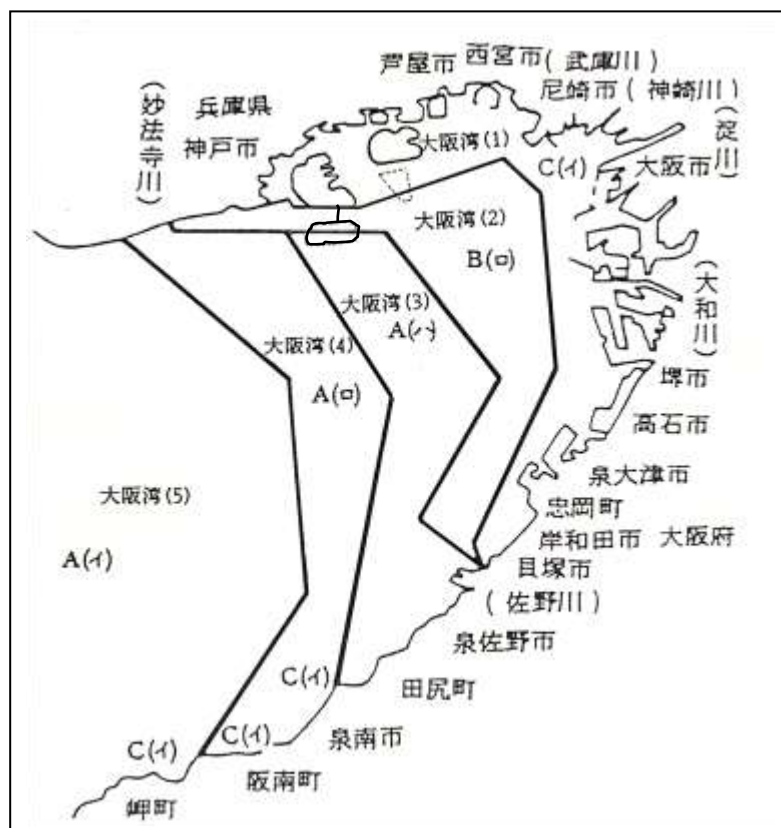 西宮市(武庫川)
芦屋市
尼崎市(神崎川)
兵庫県
神戸市
(妙法寺川)
大阪湾(1)
C(イ)
大阪市
(淀川)
大阪湾(2)
B(ロ)
(大和川)
大阪湾(3)
A(ハ)
大阪湾(4)
A(ロ)
堺市
高石市
大阪湾(5)
泉大津市
忠岡町
A(イ)
岸和田市 大阪府
貝塚市
(佐野川)
泉佐野市
C(イ)
田尻町
C(イ)
C(イ)
泉南市
阪南町
岬町